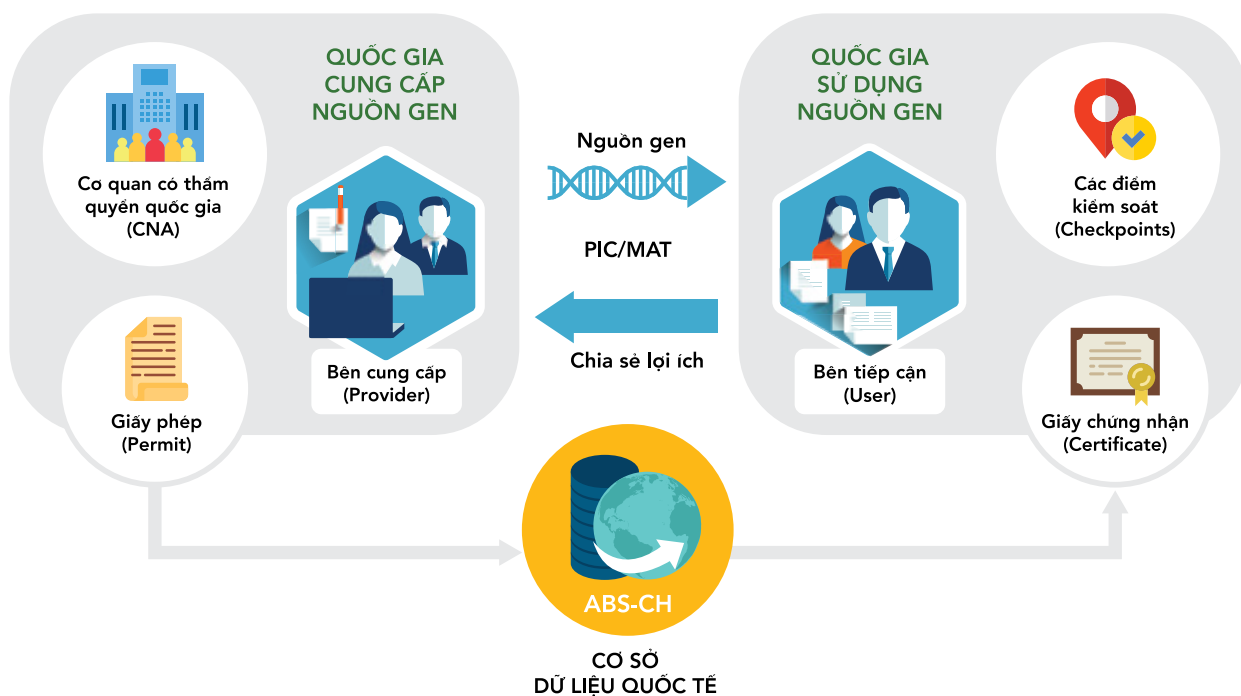 QUỐC GIA
CUNG CẤP
NGUỒN GEN
Cơ quan có thẩm
quyền quốc gia
(CNA)
Giấy phép
(Permit)
Bên cung cấp
(Provider)
Nguồn gen
PIC/MAT
Chia sẻ lợi ích
QUỐC GIA
SỬ DỤNG
NGUỒN GEN
Bên tiếp cận
(User)
Các điểm
kiểm soát
(Checkpoints)
Giấy chứng nhận
(Certificate)
ABS-CH
CƠ SỞ
DỮ LIỆU QUỐC TẾ